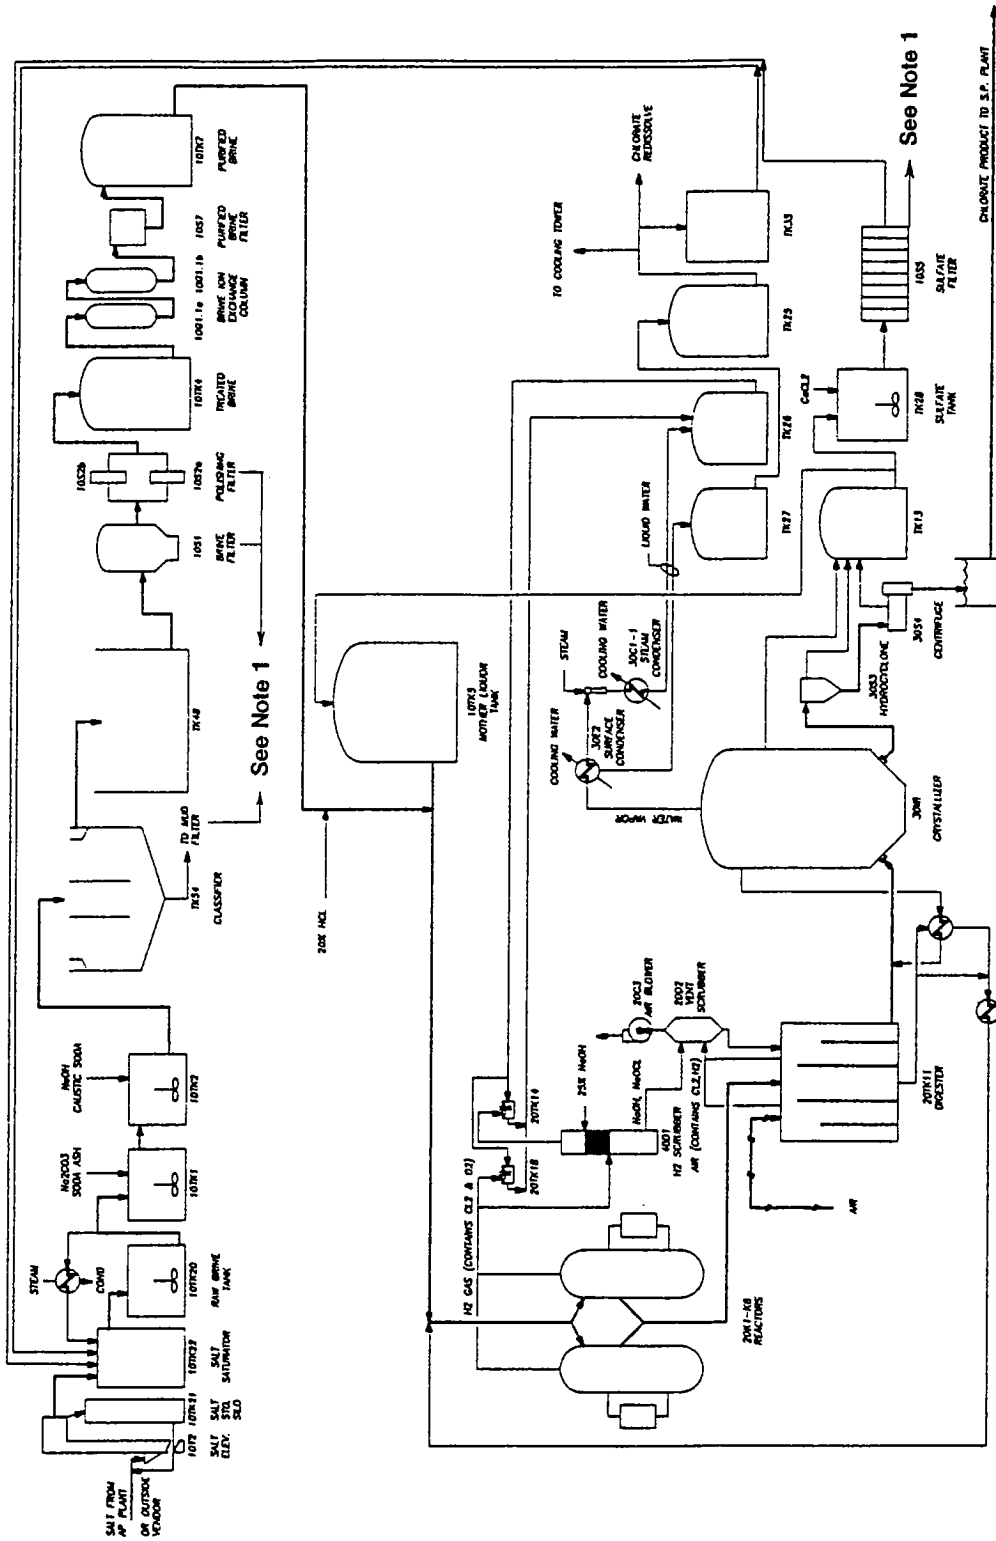 SALT FROM
AP PLANT
OR OUTSIDE
VENDOR
10T2
SALT
ELEV.
10TK21
SALT
STG.
SILO
10TK22
SALT
SATURATOR
STEAM
COND
10TK20
RAW BRINE
TANK
Na2CO3
SODA ASH
10TK1
NaOH
CAUSTIC SODA
10TK2
TK54
CLASSIFIER
TO MUD
FILTER
See Note 1
TK48
10S1
BRINE
FILTER
10S2b
10S2a
POLISHING
FILTER
10TK4
TREATED
BRINE
10G1.1a
10G1.1b
BRINE ION
EXCHANGE
COLUMN
10S7
PURIFIED
BRINE
FILTER
10TK7
PURIFIED
BRINE
20% HCL
10TK5
MOTHER LIQUOR
TANK
H2 GAS (CONTAINS CL2 & O2)
20K1-K8
REACTORS
20TK18
20TK14
25% NaOH
40D1
H2 SCRUBBER
NaOH, NaOCL
AIR (CONTAINS CL2,H2)
20C3
AIR BLOWER
20D2
VENT
SCRUBBER
AIR
20TK11
DIGESTER
WATER VAPOR
COOLING WATER
30E2
SURFACE
CONDENSER
STEAM
COOLING WATER
30C1-1
STEAM
CONDENSER
LIQUID WATER
CRYSTALLIZER
30S3
HYDROCYCLONE
30S4
CENTRIFUGE
TK27
TK26
TK25
TK33
TO COOLING TOWER
CHLORATE
REDISSOLVE
TK13
CaCL2
TK28
SULFATE
TANK
10S5
SULFATE
FILTER
See Note 1
CHLORATE PRODUCT TO S.P. PLANT